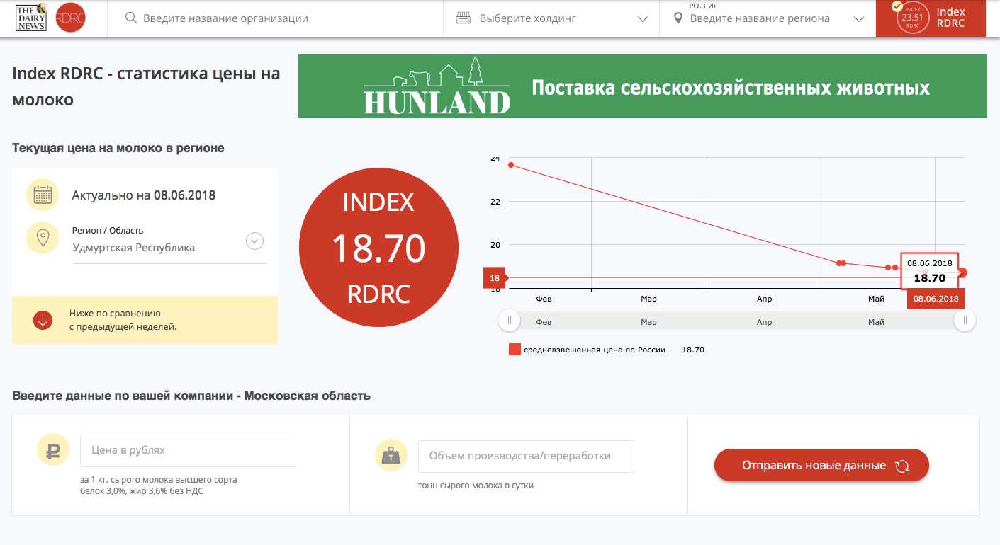 THE
DAIRY
NEWS
RDRC
Введите название организации
Выберите холдинг
РОССИЯ
Введите название региона
INDEX
23.51
RDRC
Index
RDRC
Index RDRC - статистика цены на
молоко
HUNLAND
Поставка сельскохозяйственных животных
Текущая цена на молоко в регионе
Актуально на 08.06.2018
Регион / Область
Удмуртская Республика
Ниже по сравнению
с предыдущей неделей.
INDEX
18.70
RDRC
24
22
20
18
18
08.06.2018
18.70
Фев
Мар
Апр
Май
08.06.2018
Фев
Мар
Апр
Май
средневзвешенная цена по России 18.70
Введите данные по вашей компании - Московская область
Цена в рублях
за 1 кг. сырого молока высшего сорта
белок 3,0%, жир 3,6% без НДС
T
Объем производства/переработки
тонн сырого молока в сутки
Отправить новые данные